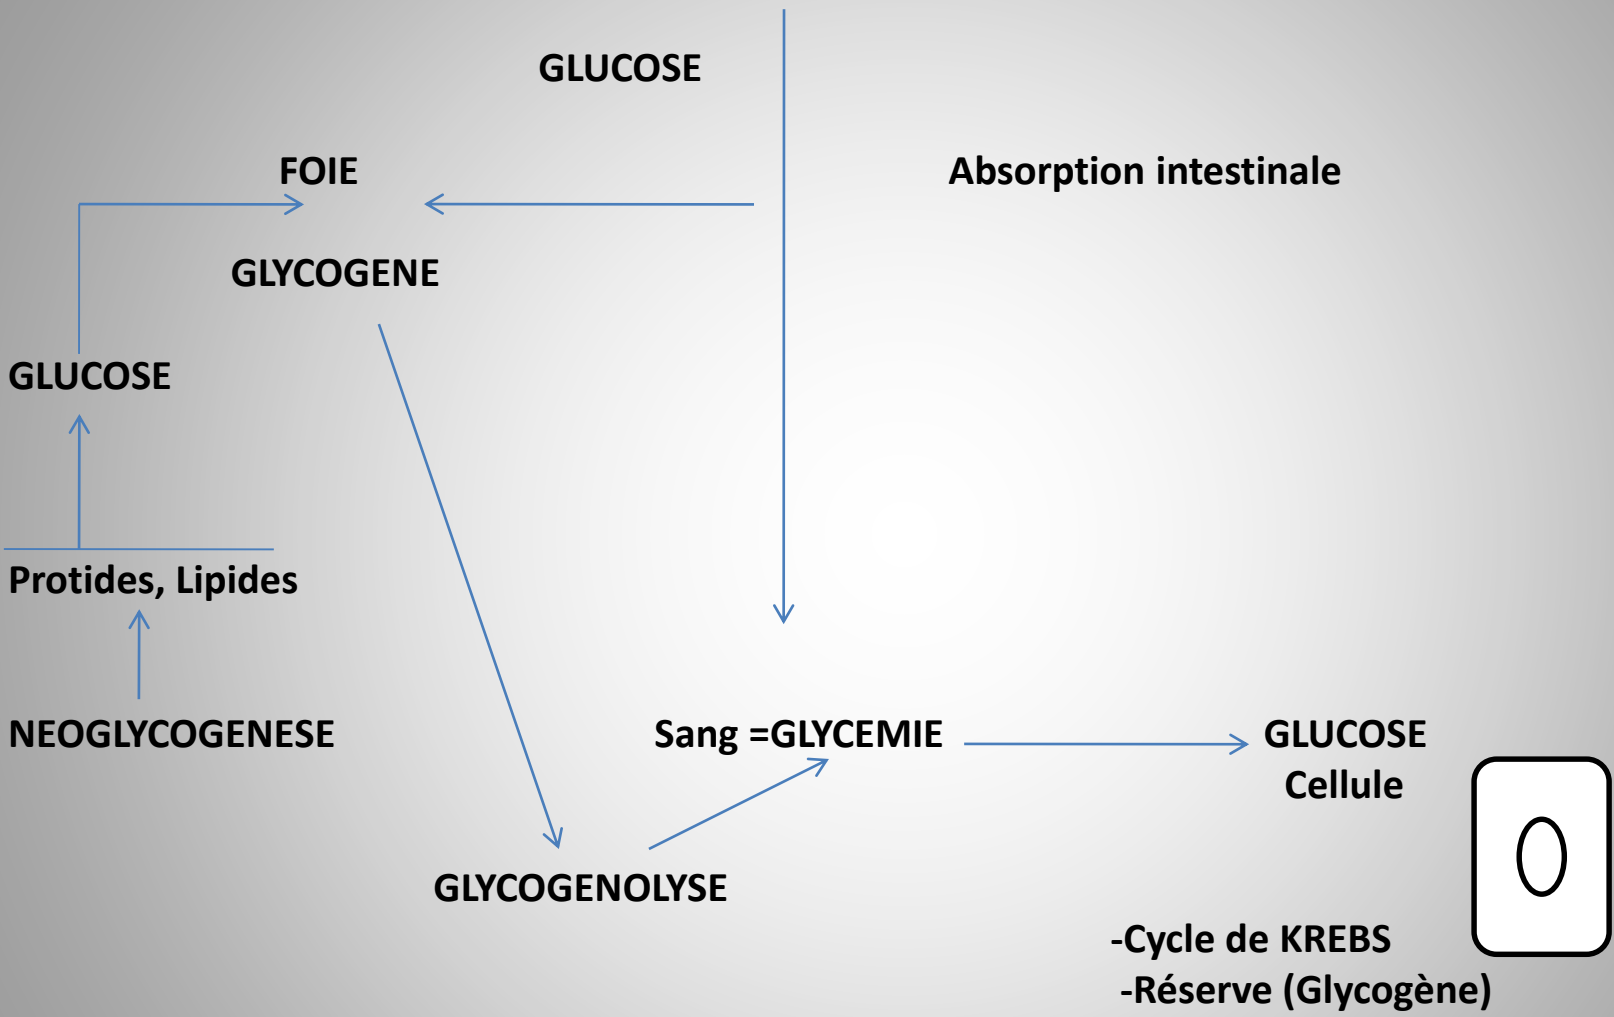 GLUCOSE
FOIE
Absorption intestinale
GLYCOGENE
GLUCOSE
Protides, Lipides
NEOGLYCOGENESE
Sang =GLYCEMIE
GLUCOSE
Cellule
GLYCOGENOLYSE
-Cycle de KREBS
-Réserve (Glycogène)